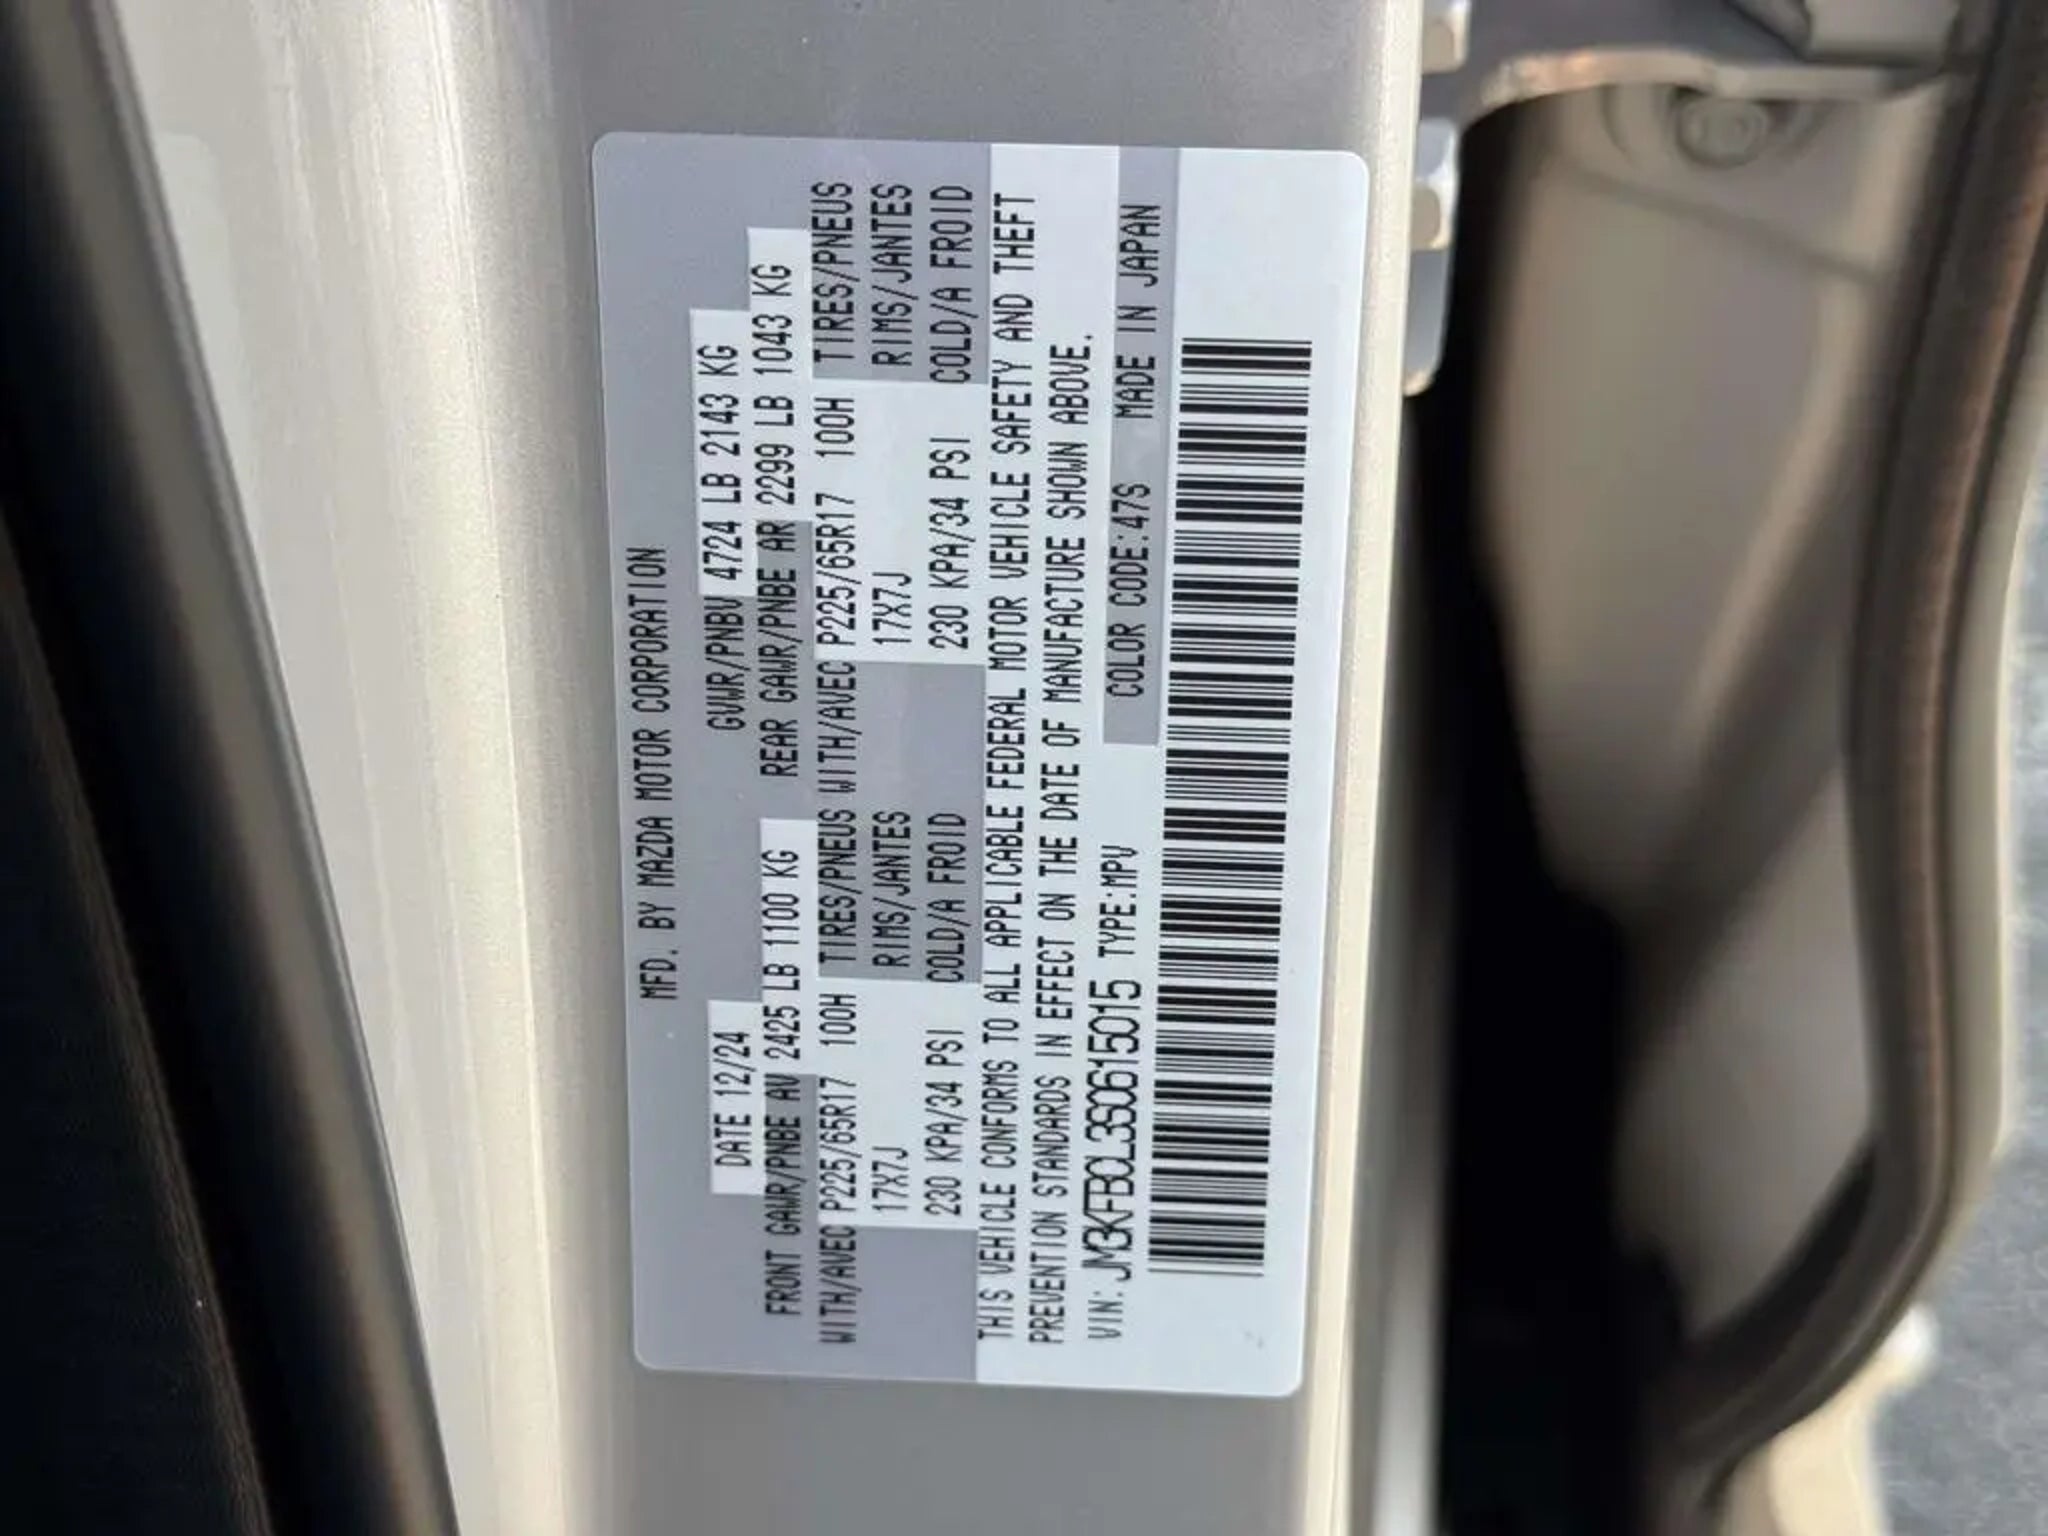 MFD. BY MAZDA MOTOR CORPORATION
DATE 12/24 GVWR/PNBV 4724 LB 2143 KG
FRONT GAWR/PNBE AV 2425 LB 1100 KG REAR GAWR/PNBE AR 2299 LB 1043 KG
WITH/AVEC P225/65R17 100H TIRES/PNEUS WITH/AVEC P225/65R17 100H TIRES/PNEUS
17X7J RIMS/JANTES 17X7J RIMS/JANTES
230 KPA/34 PSI COLD/A FROID 230 KPA/34 PSI COLD/A FROID
THIS VEHICLE CONFORMS TO ALL APPLICABLE FEDERAL MOTOR VEHICLE SAFETY AND THEFT
PREVENTION STANDARDS IN EFFECT ON THE DATE OF MANUFACTURE SHOWN ABOVE.
VIN: JM3KFBCL3S0615015 TYPE:MPV COLOR CODE:47S MADE IN JAPAN